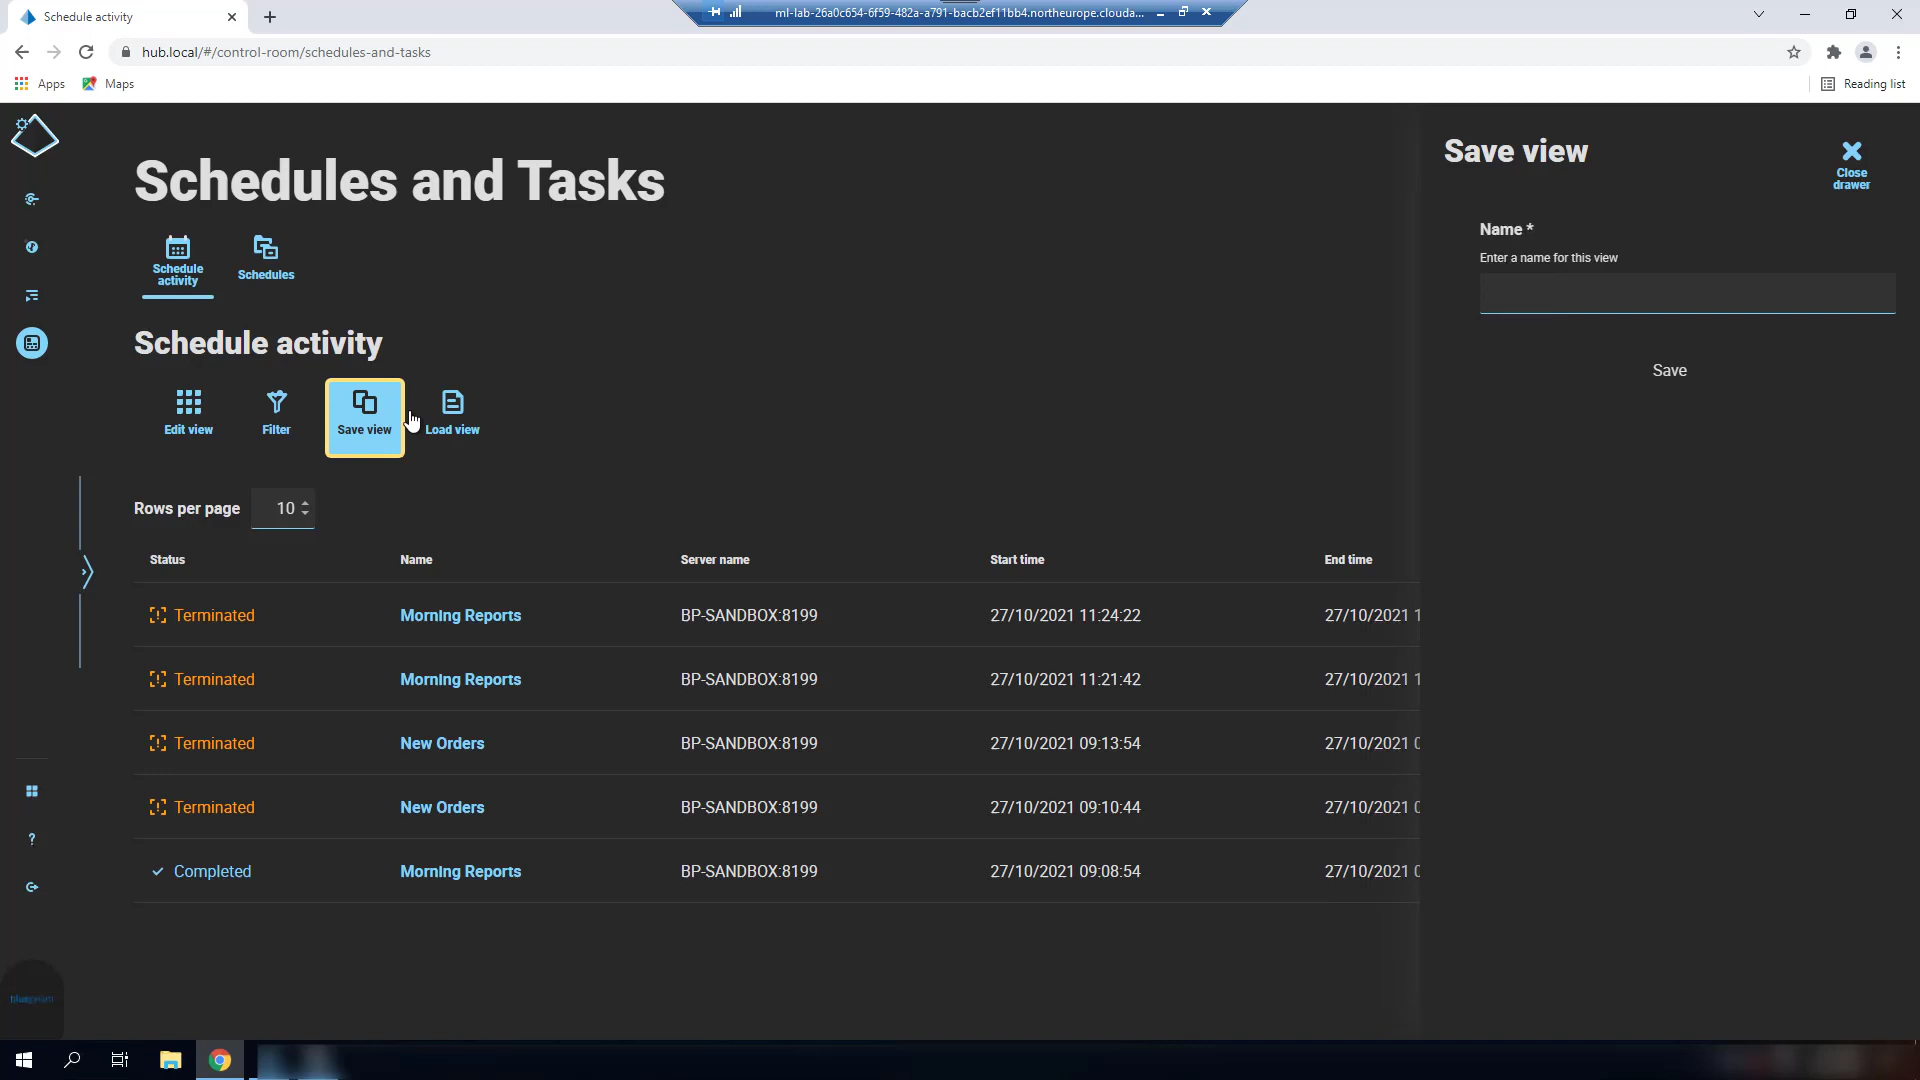 Schedule activity
ml-lab-26a0c654-6f59-482a-a791-bacb2ef11bb4.northeurope.clouda...
hub.local/#/control-room/schedules-and-tasks
Apps
Maps
Reading list
Schedules and Tasks
Schedule activity
Schedules
Schedule activity
Edit view
Filter
Save view
Load view
Rows per page 10
Status Name Server name Start time End time
Terminated Morning Reports BP-SANDBOX:8199 27/10/2021 11:24:22 27/10/2021 1
Terminated Morning Reports BP-SANDBOX:8199 27/10/2021 11:21:42 27/10/2021 1
Terminated New Orders BP-SANDBOX:8199 27/10/2021 09:13:54 27/10/2021 0
Terminated New Orders BP-SANDBOX:8199 27/10/2021 09:10:44 27/10/2021 0
Completed Morning Reports BP-SANDBOX:8199 27/10/2021 09:08:54 27/10/2021 0
Save view
Close
drawer
Name *
Enter a name for this view
Save